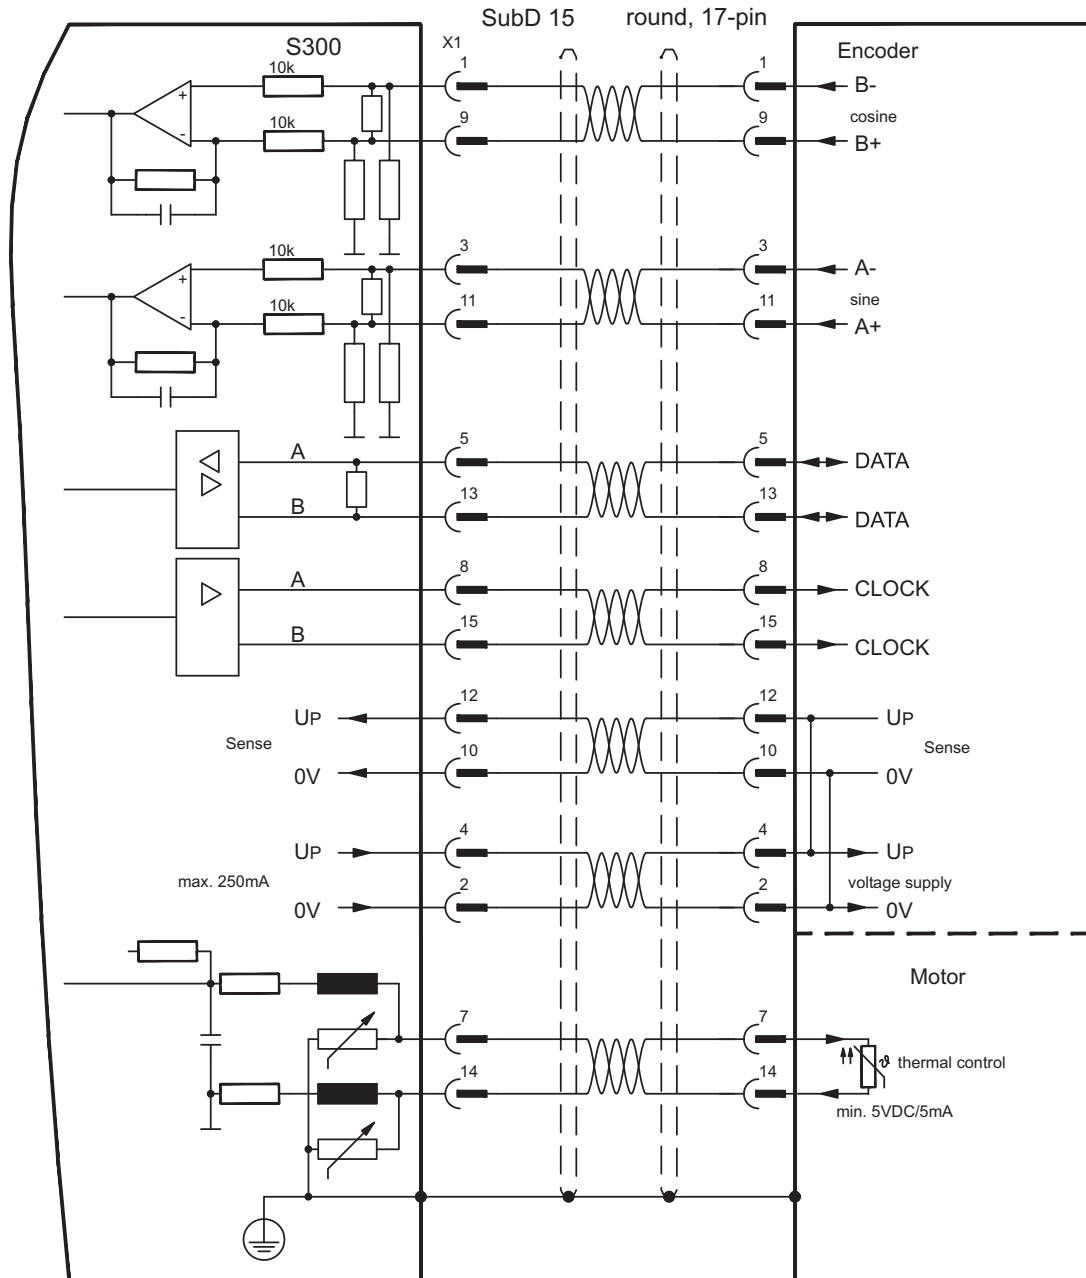 SubD 15 round, 17-pin
S300 X1 Encoder
10k 1 1 B-
+ cosine
10k 9 9 B+
-
10k 3 3 A-
+ sine
10k 11 11 A+
-
A 5 5 DATA
B 13 13 DATA
A 8 8 CLOCK
B 15 15 CLOCK
UP 12 12 UP
Sense Sense
0V 10 10 0V
UP 4 4 UP
max. 250mA voltage supply
0V 2 2 0V
Motor
7 7
ϑ thermal control
14 14
min. 5VDC/5mA